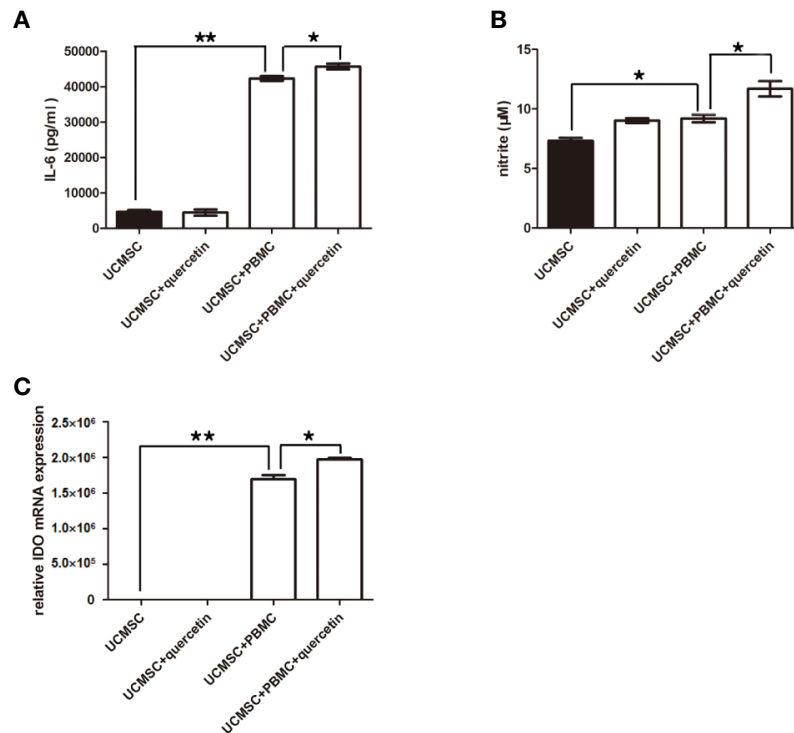 A
**
*
50000
40000
30000
20000
10000
0
IL-6 (pg/ml)
UCMSC
UCMSC+quercetin
UCMSC+PBMC
UCMSC+PBMC+quercetin
B
*
*
15
10
5
0
nitrite (µM)
UCMSC
UCMSC+quercetin
UCMSC+PBMC
UCMSC+PBMC+quercetin
C
**
*
2.5×10⁶
2.0×10⁶
1.5×10⁶
1.0×10⁶
5.0×10⁵
0
relative IDO mRNA expression
UCMSC
UCMSC+quercetin
UCMSC+PBMC
UCMSC+PBMC+quercetin